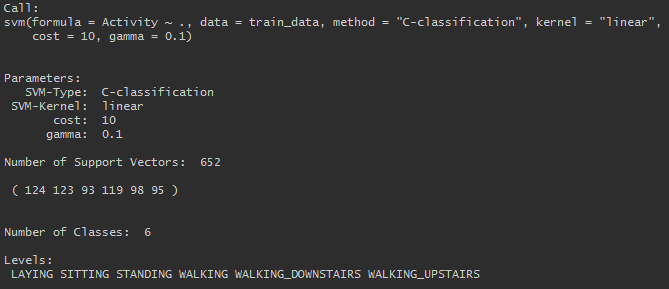 Call:
svm(formula = Activity ~ ., data = train_data, method = "C-classification", kernel = "linear",
    cost = 10, gamma = 0.1)
Parameters:
   SVM-Type:  C-classification
 SVM-Kernel:  linear
       cost:  10
      gamma:  0.1
Number of Support Vectors:  652
 ( 124 123 93 119 98 95 )
Number of Classes:  6
Levels:
 LAYING SITTING STANDING WALKING WALKING_DOWNSTAIRS WALKING_UPSTAIRS